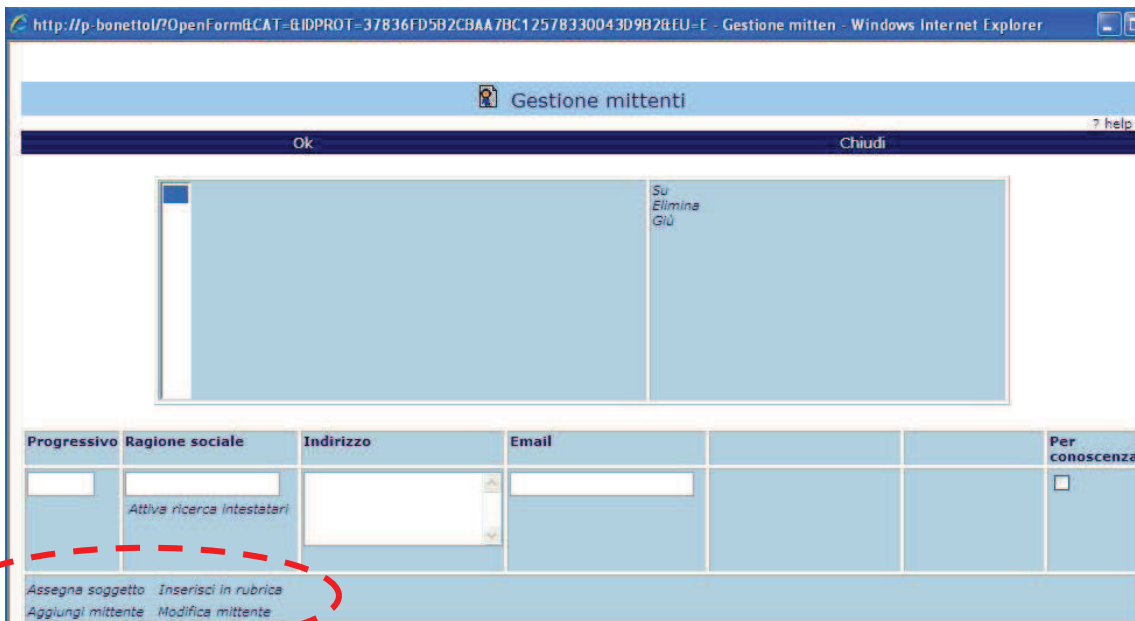 http://p-bonettol/?OpenForm&CAT=&IDPROT=37836FD5B2CBAA7BC12578330043D9B2&EU=E - Gestione mitten - Windows Internet Explorer
Gestione mittenti
? help
Ok Chiudi
Su
Elimina
Giù
Progressivo Ragione sociale Indirizzo Email Per conoscenza
Attiva ricerca intestatari
Assegna soggetto Inserisci in rubrica
Aggiungi mittente Modifica mittente